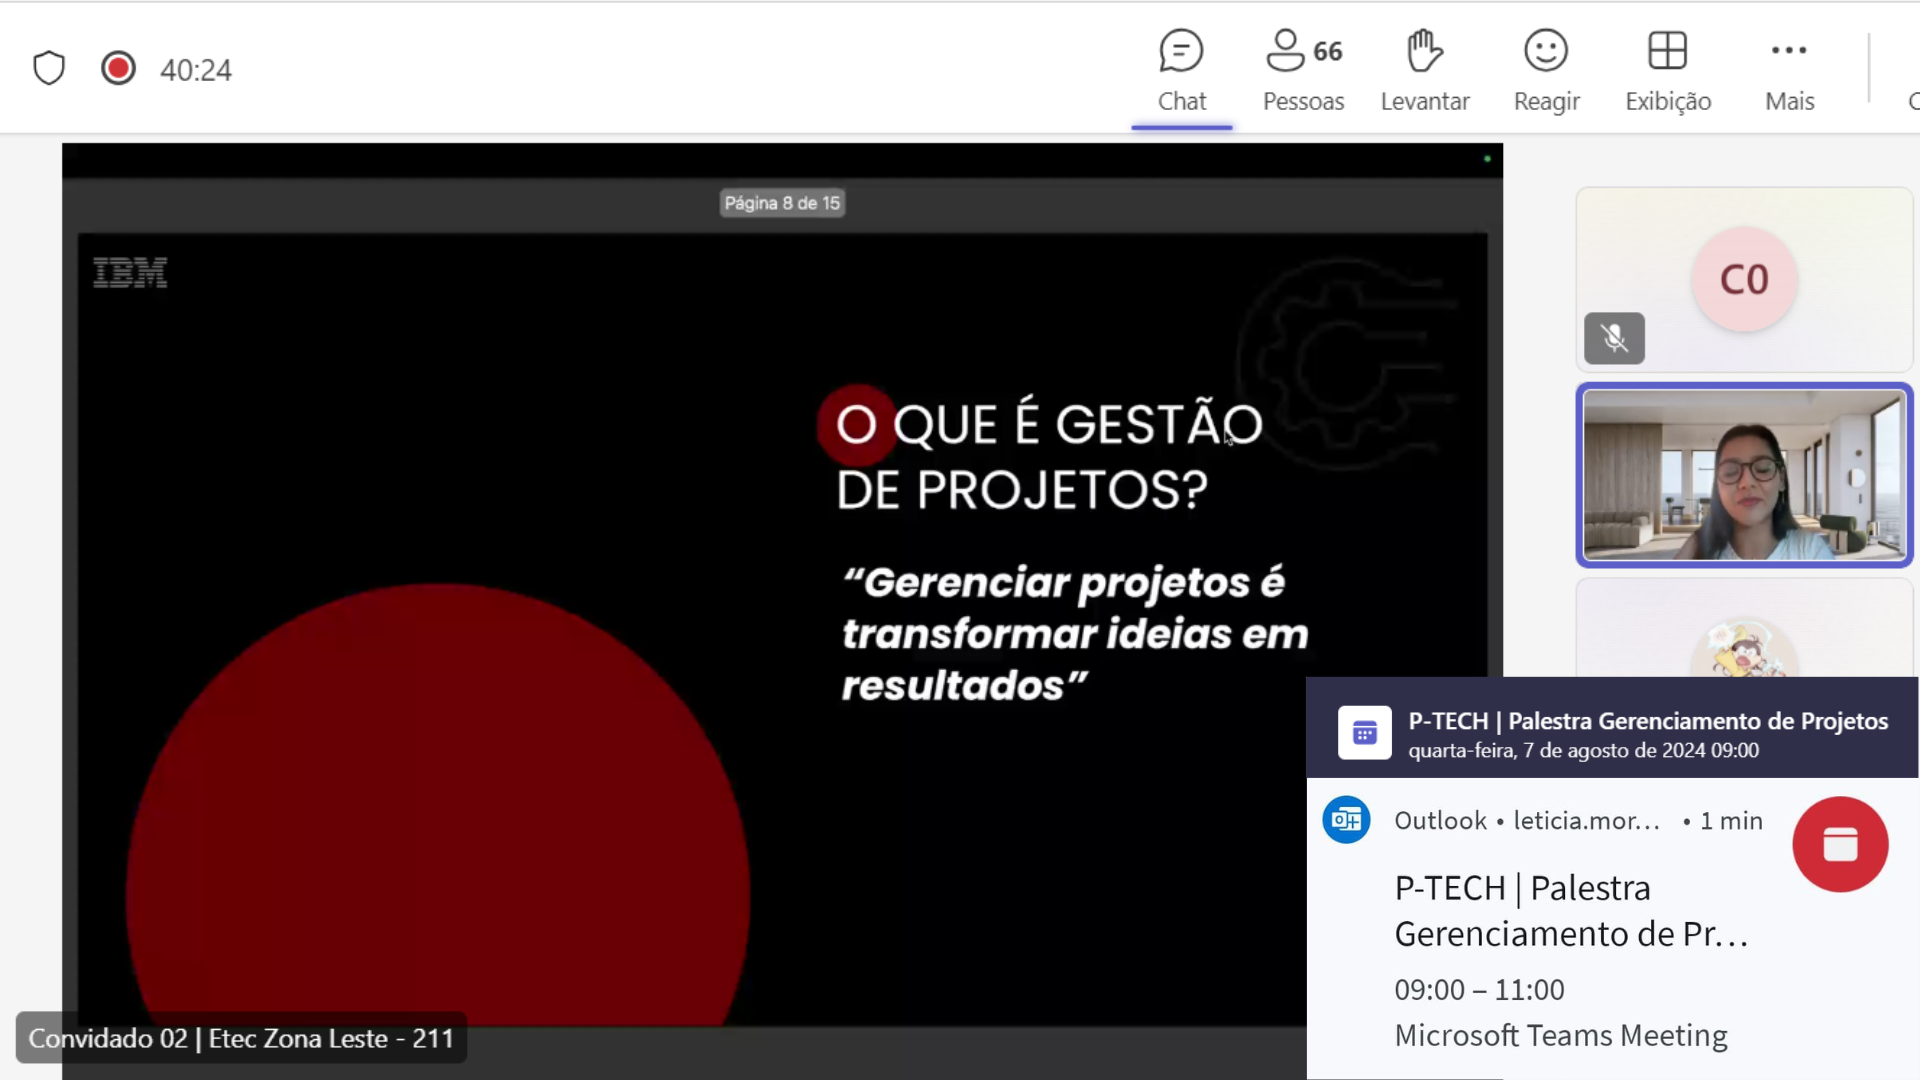 40:24
Chat
66
Pessoas
Levantar
Reagir
Exibição
Mais
Página 8 de 15
IBM
O QUE É GESTÃO
DE PROJETOS?
“Gerenciar projetos é
transformar ideias em
resultados”
C0
P-TECH | Palestra Gerenciamento de Projetos
quarta-feira, 7 de agosto de 2024 09:00
Outlook • leticia.mor... • 1 min
P-TECH | Palestra
Gerenciamento de Pr...
09:00 – 11:00
Microsoft Teams Meeting
Convidado 02 | Etec Zona Leste - 211